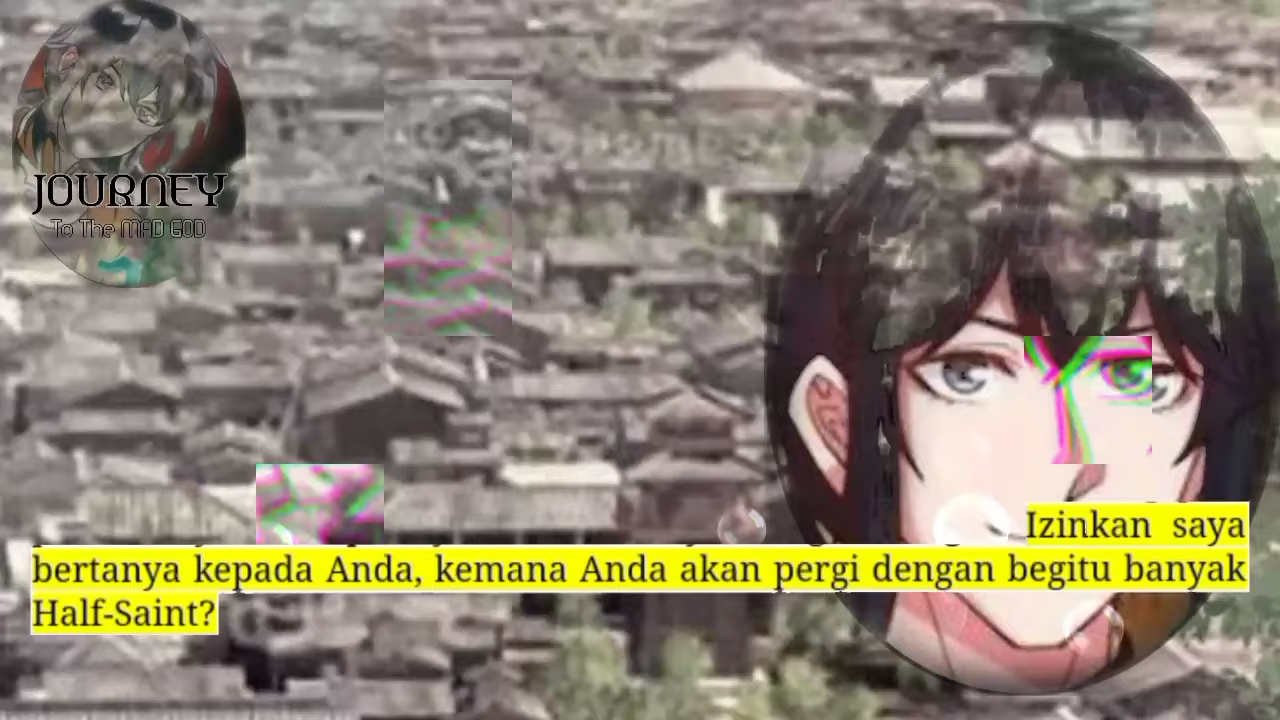 JOURNEY
To The MAD GOD
Izinkan saya
bertanya kepada Anda, kemana Anda akan pergi dengan begitu banyak
Half-Saint?